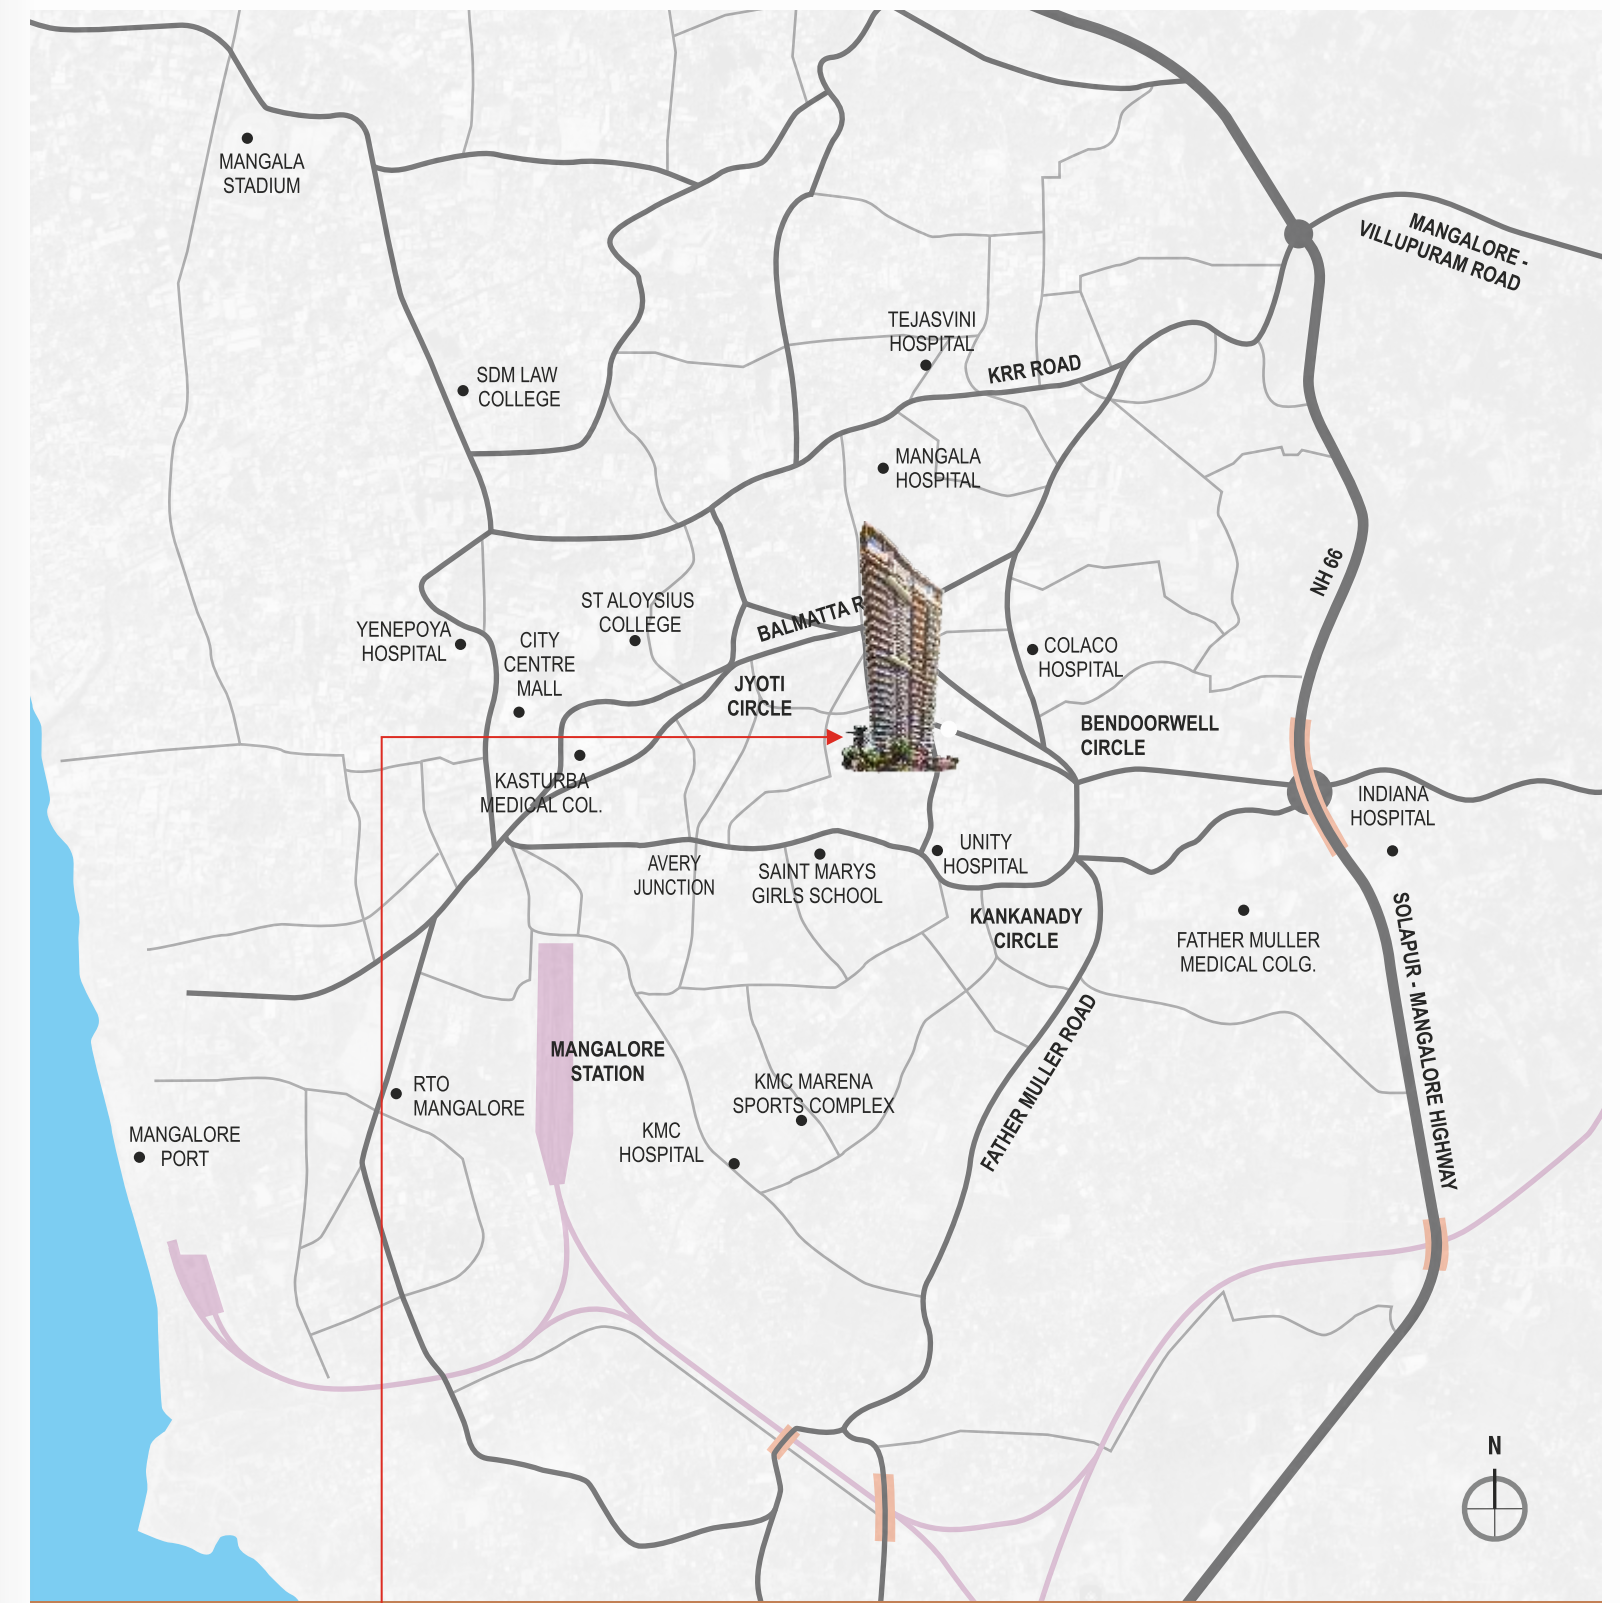 MANGALA
STADIUM
MANGALORE -
VILLUPURAM ROAD
TEJASVINI
HOSPITAL
KRR ROAD
SDM LAW
COLLEGE
MANGALA
HOSPITAL
NH 66
ST ALOYSIUS
COLLEGE
BALMATTA R
YENEPOYA
HOSPITAL
CITY
CENTRE
MALL
COLACO
HOSPITAL
JYOTI
CIRCLE
BENDOORWELL
CIRCLE
KASTURBA
MEDICAL COL.
INDIANA
HOSPITAL
UNITY
HOSPITAL
AVERY
JUNCTION
SAINT MARYS
GIRLS SCHOOL
KANKANADY
CIRCLE
FATHER MULLER
MEDICAL COLG.
SOLAPUR - MANGALORE HIGHWAY
FATHER MULLER ROAD
MANGALORE
STATION
RTO
MANGALORE
KMC MARENA
SPORTS COMPLEX
KMC
HOSPITAL
MANGALORE
PORT
N